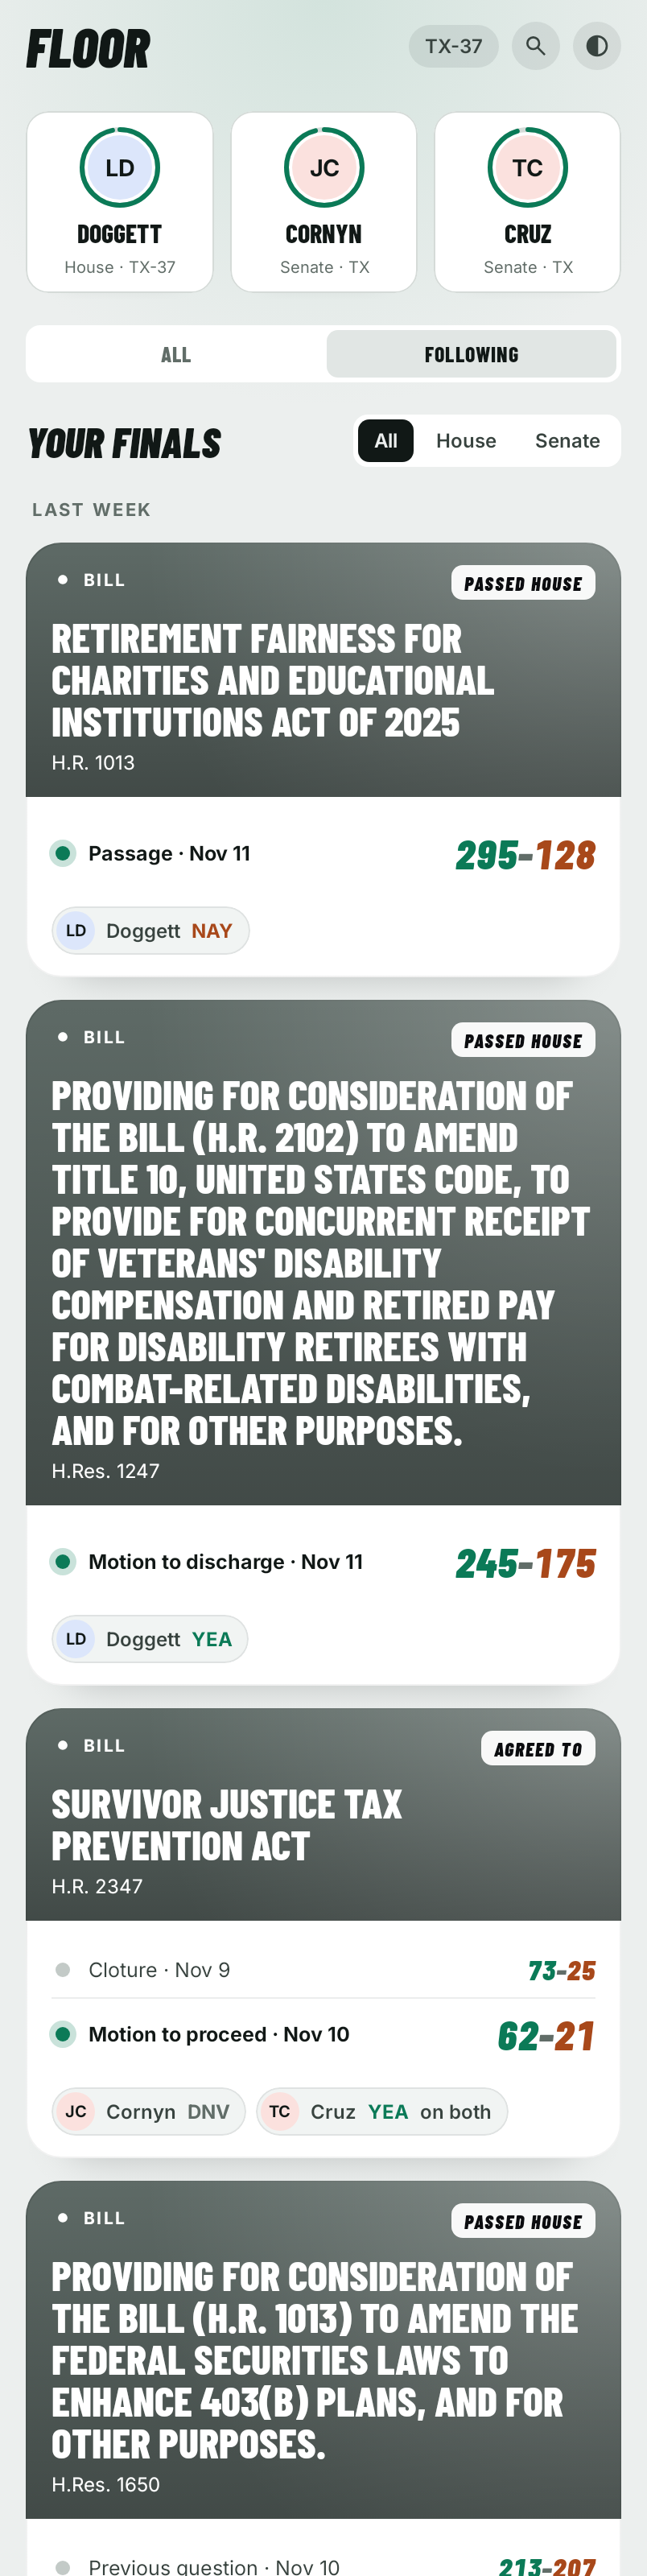 FLOOR
TX-37
LD
DOGGETT
House · TX-37
JC
CORNYN
Senate · TX
TC
CRUZ
Senate · TX
ALL
FOLLOWING
YOUR FINALS
All
House
Senate
LAST WEEK
BILL
PASSED HOUSE
RETIREMENT FAIRNESS FOR
CHARITIES AND EDUCATIONAL
INSTITUTIONS ACT OF 2025
H.R. 1013
Passage · Nov 11
295-128
LD Doggett NAY
BILL
PASSED HOUSE
PROVIDING FOR CONSIDERATION OF
THE BILL (H.R. 2102) TO AMEND
TITLE 10, UNITED STATES CODE, TO
PROVIDE FOR CONCURRENT RECEIPT
OF VETERANS' DISABILITY
COMPENSATION AND RETIRED PAY
FOR DISABILITY RETIREES WITH
COMBAT-RELATED DISABILITIES,
AND FOR OTHER PURPOSES.
H.Res. 1247
Motion to discharge · Nov 11
245-175
LD Doggett YEA
BILL
AGREED TO
SURVIVOR JUSTICE TAX
PREVENTION ACT
H.R. 2347
Cloture · Nov 9
73-25
Motion to proceed · Nov 10
62-21
JC Cornyn DNV
TC Cruz YEA on both
BILL
PASSED HOUSE
PROVIDING FOR CONSIDERATION OF
THE BILL (H.R. 1013) TO AMEND THE
FEDERAL SECURITIES LAWS TO
ENHANCE 403(B) PLANS, AND FOR
OTHER PURPOSES.
H.Res. 1650
Previous question · Nov 10
213-207